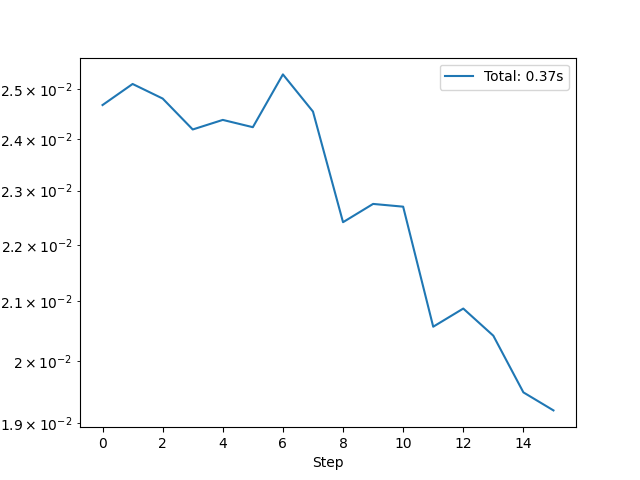 Total: 0.37s
2.5 × 10⁻²
2.4 × 10⁻²
2.3 × 10⁻²
2.2 × 10⁻²
2.1 × 10⁻²
2 × 10⁻²
1.9 × 10⁻²
0 2 4 6 8 10 12 14
Step